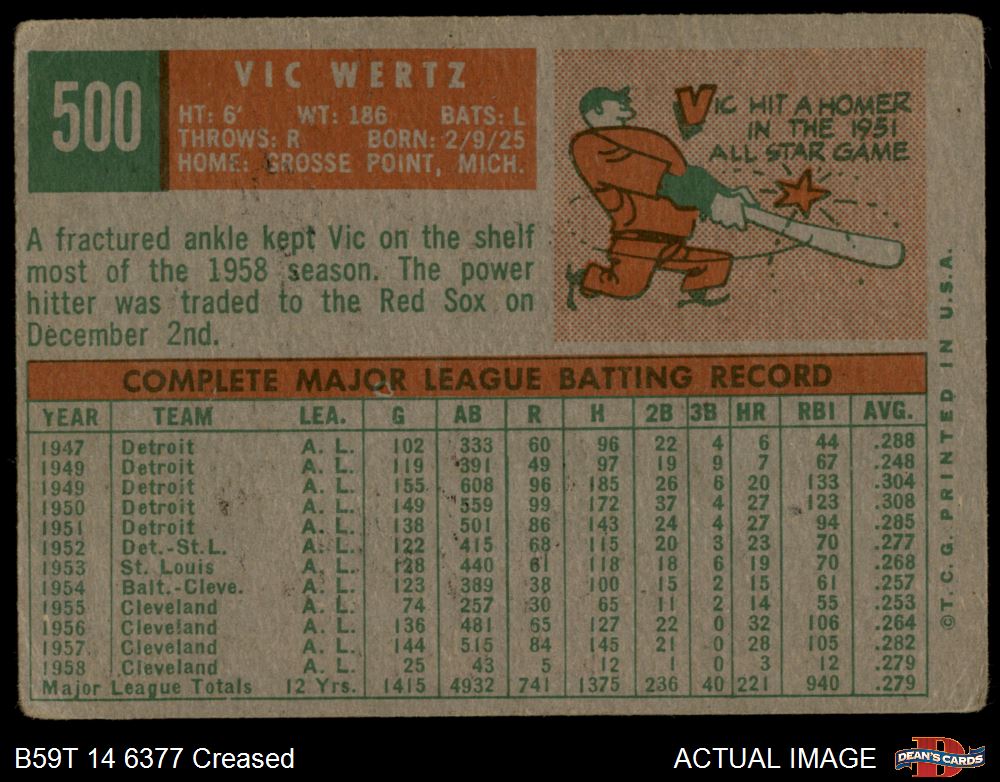 500
VIC WERTZ
HT: 6' WT: 186 BATS: L
THROWS: R BORN: 2/9/25
HOME: GROSSE POINT, MICH.
VIC HIT A HOMER
IN THE 1951
ALL STAR GAME
A fractured ankle kept Vic on the shelf
most of the 1958 season. The power
hitter was traded to the Red Sox on
December 2nd.
COMPLETE MAJOR LEAGUE BATTING RECORD
YEAR TEAM LEA. G AB R H 2B 3B HR RBI AVG.
1947 Detroit A. L. 102 333 60 96 22 4 6 44 .288
1949 Detroit A. L. 119 391 49 97 19 9 7 67 .248
1949 Detroit A. L. 155 608 96 185 26 6 20 133 .304
1950 Detroit A. L. 149 559 99 172 37 4 27 123 .308
1951 Detroit A. L. 138 501 86 143 24 4 27 94 .285
1952 Det.-St.L. A. L. 122 415 68 115 20 3 23 70 .277
1953 St. Louis A. L. 128 440 61 118 18 6 19 70 .268
1954 Balt.-Cleve. A. L. 123 389 38 100 15 2 15 61 .257
1955 Cleveland A. L. 74 257 30 65 11 2 14 55 .253
1956 Cleveland A. L. 136 481 65 127 22 0 32 106 .264
1957 Cleveland A. L. 144 515 84 145 21 0 28 105 .282
1958 Cleveland A. L. 25 43 5 12 1 0 3 12 .279
Major League Totals 12 Yrs. 1415 4932 741 1375 236 40 221 940 .279
©T. C. G. PRINTED IN U.S.A.
B59T 14 6377 Creased
ACTUAL IMAGE
D
DEAN'S CARDS